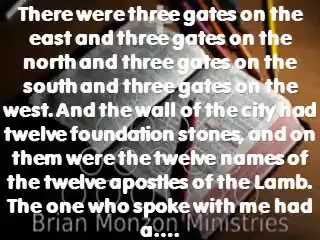 There were three gates on the
east and three gates on the
north and three gates on the
south and three gates on the
west. And the wall of the city had
twelve foundation stones, and on
them were the twelve names of
the twelve apostles of the Lamb.
The one who spoke with me had
a....
Brian Monzon Ministries